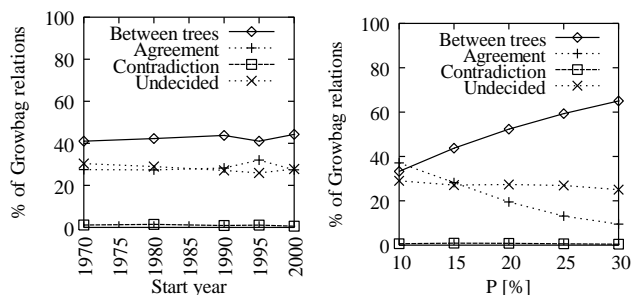 100
80
60
40
20
0
% of Growbag relations
Between trees
Agreement
Contradiction
Undecided
1970
1975
1980
1985
1990
1995
2000
Start year
100
80
60
40
20
0
% of Growbag relations
Between trees
Agreement
Contradiction
Undecided
10
15
20
25
30
P [%]